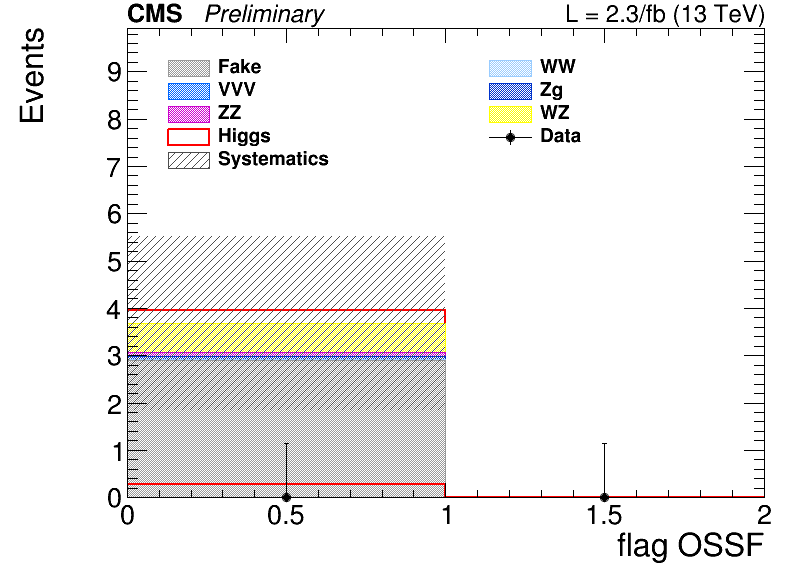 CMS Preliminary L = 2.3/fb (13 TeV)
Events
9
8
7
6
5
4
3
2
1
0
Fake
VVV
ZZ
Higgs
Systematics
WW
Zg
WZ
Data
0 0.5 1 1.5 2
flag OSSF